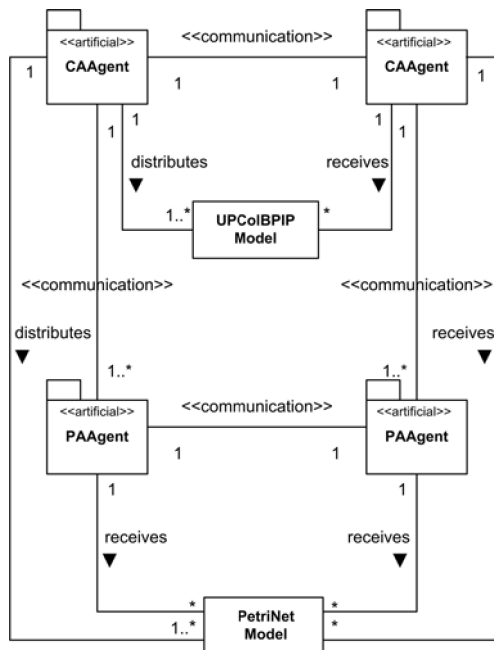 <<communication>>
<<artificial>> <<artificial>>
CAAgent CAAgent
1 1 1 1
1 1 1 1
distributes receives
1..* *
UPColBPIP
Model
<<communication>> <<communication>>
distributes receives
1..* 1..*
<<artificial>> <<communication>> <<artificial>>
PAAgent PAAgent
1 1
1 1
receives receives
* *
PetriNet
1..* *
Model